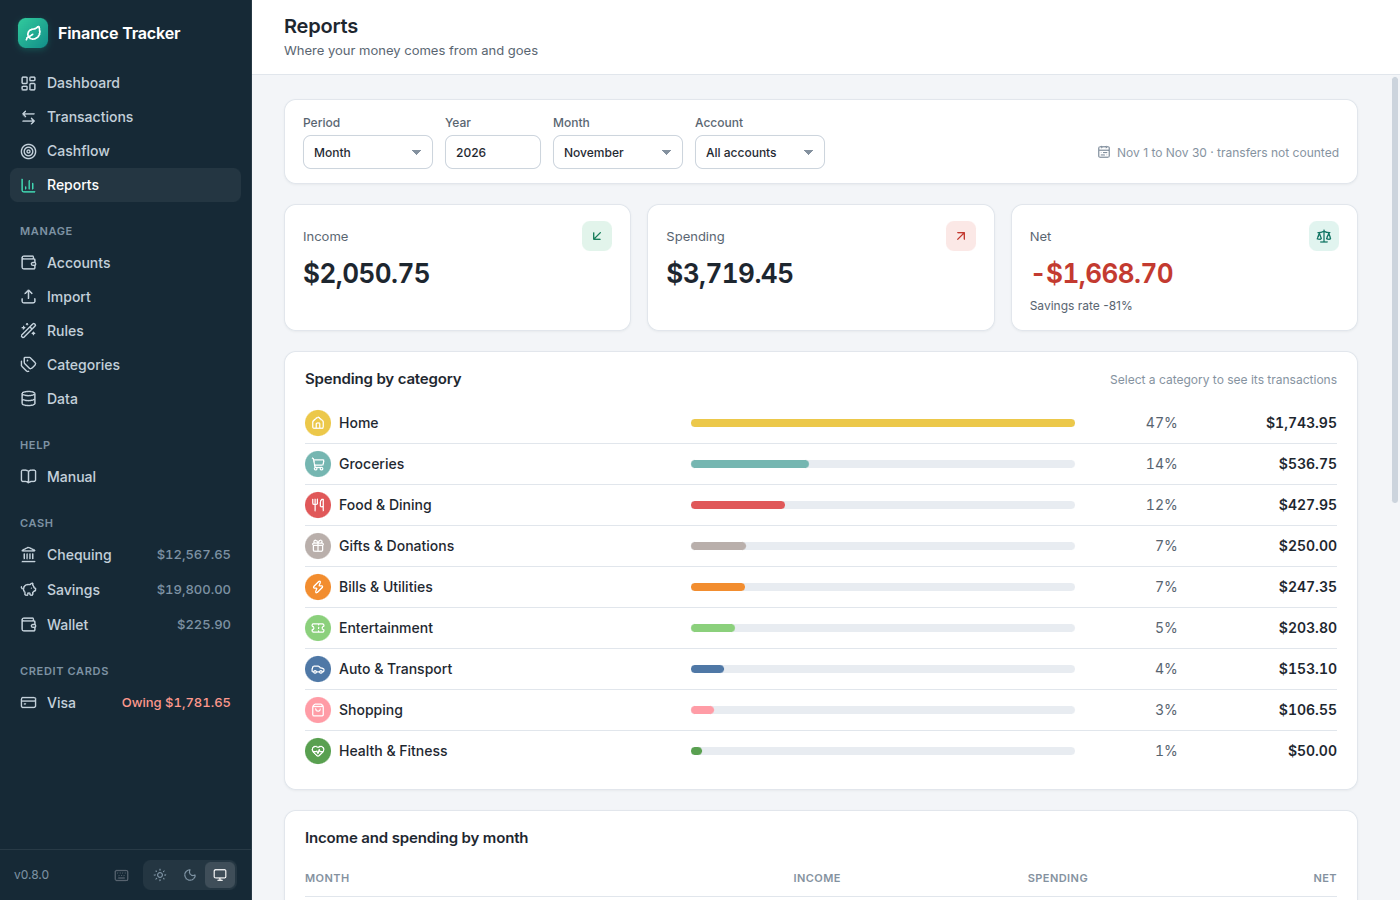 Finance Tracker
Dashboard
Transactions
Cashflow
Reports
MANAGE
Accounts
Import
Rules
Categories
Data
HELP
Manual
CASH
Chequing $12,567.65
Savings $19,800.00
Wallet $225.90
CREDIT CARDS
Visa Owing $1,781.65
v0.8.0
Reports
Where your money comes from and goes
Period Year Month Account
Month 2026 November All accounts
Nov 1 to Nov 30 · transfers not counted
Income
$2,050.75
Spending
$3,719.45
Net
-$1,668.70
Savings rate -81%
Spending by category
Select a category to see its transactions
Home 47% $1,743.95
Groceries 14% $536.75
Food & Dining 12% $427.95
Gifts & Donations 7% $250.00
Bills & Utilities 7% $247.35
Entertainment 5% $203.80
Auto & Transport 4% $153.10
Shopping 3% $106.55
Health & Fitness 1% $50.00
Income and spending by month
MONTH INCOME SPENDING NET